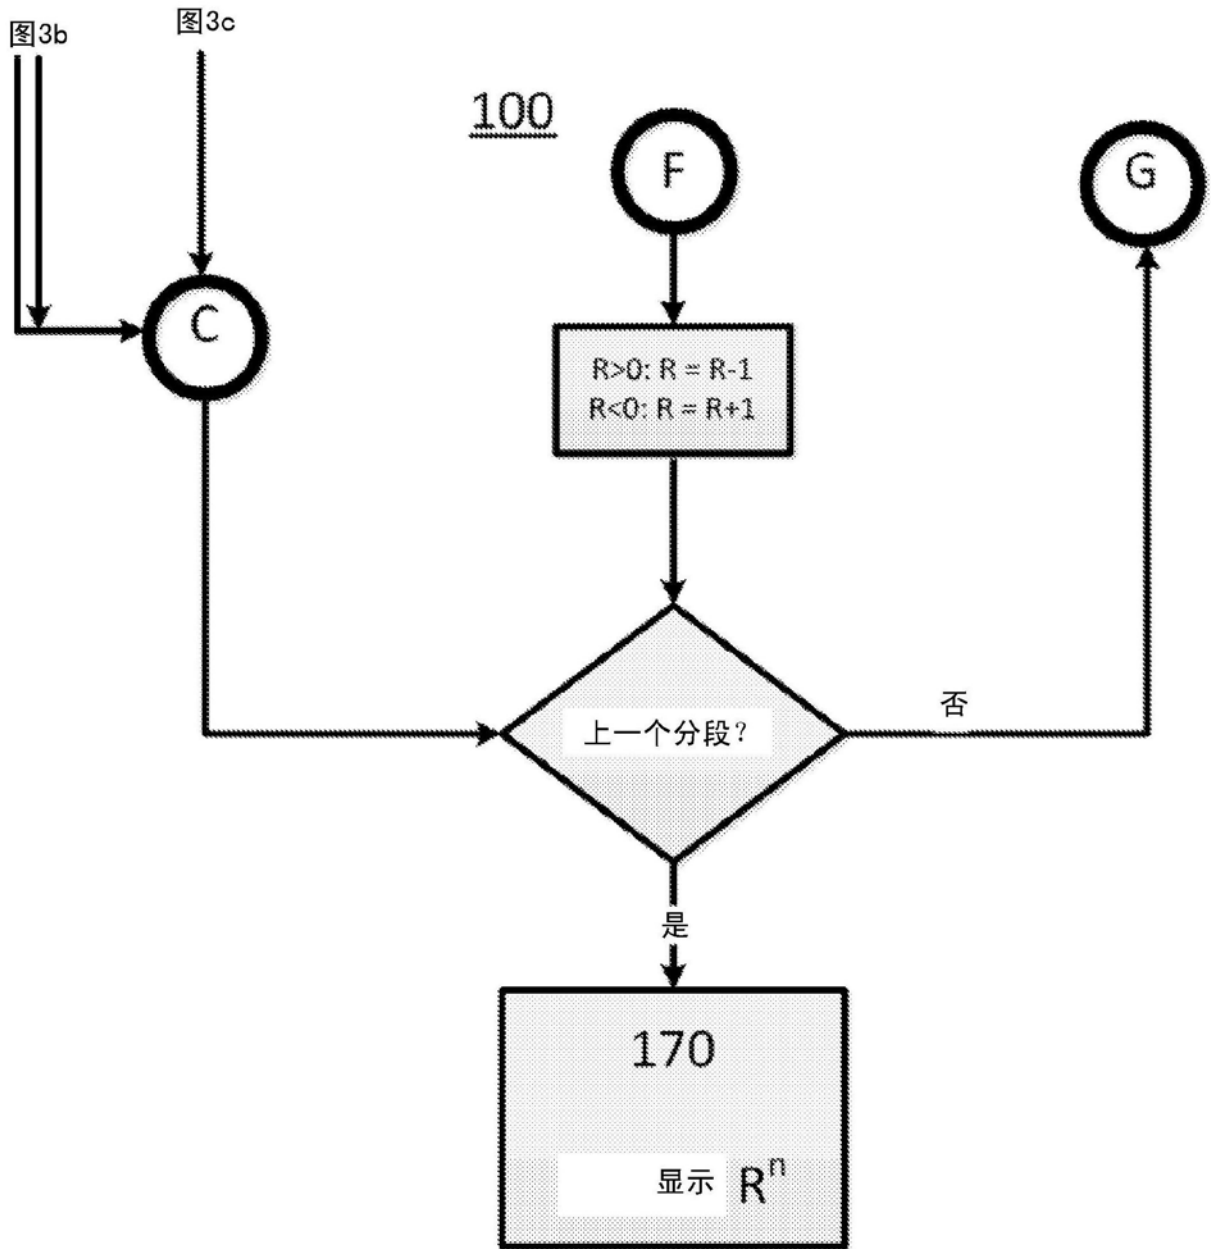 图3b
图3c
100
F
G
C
R>0: R = R-1
R<0: R = R+1
上一个分段?
否
是
170
显示 Rⁿ